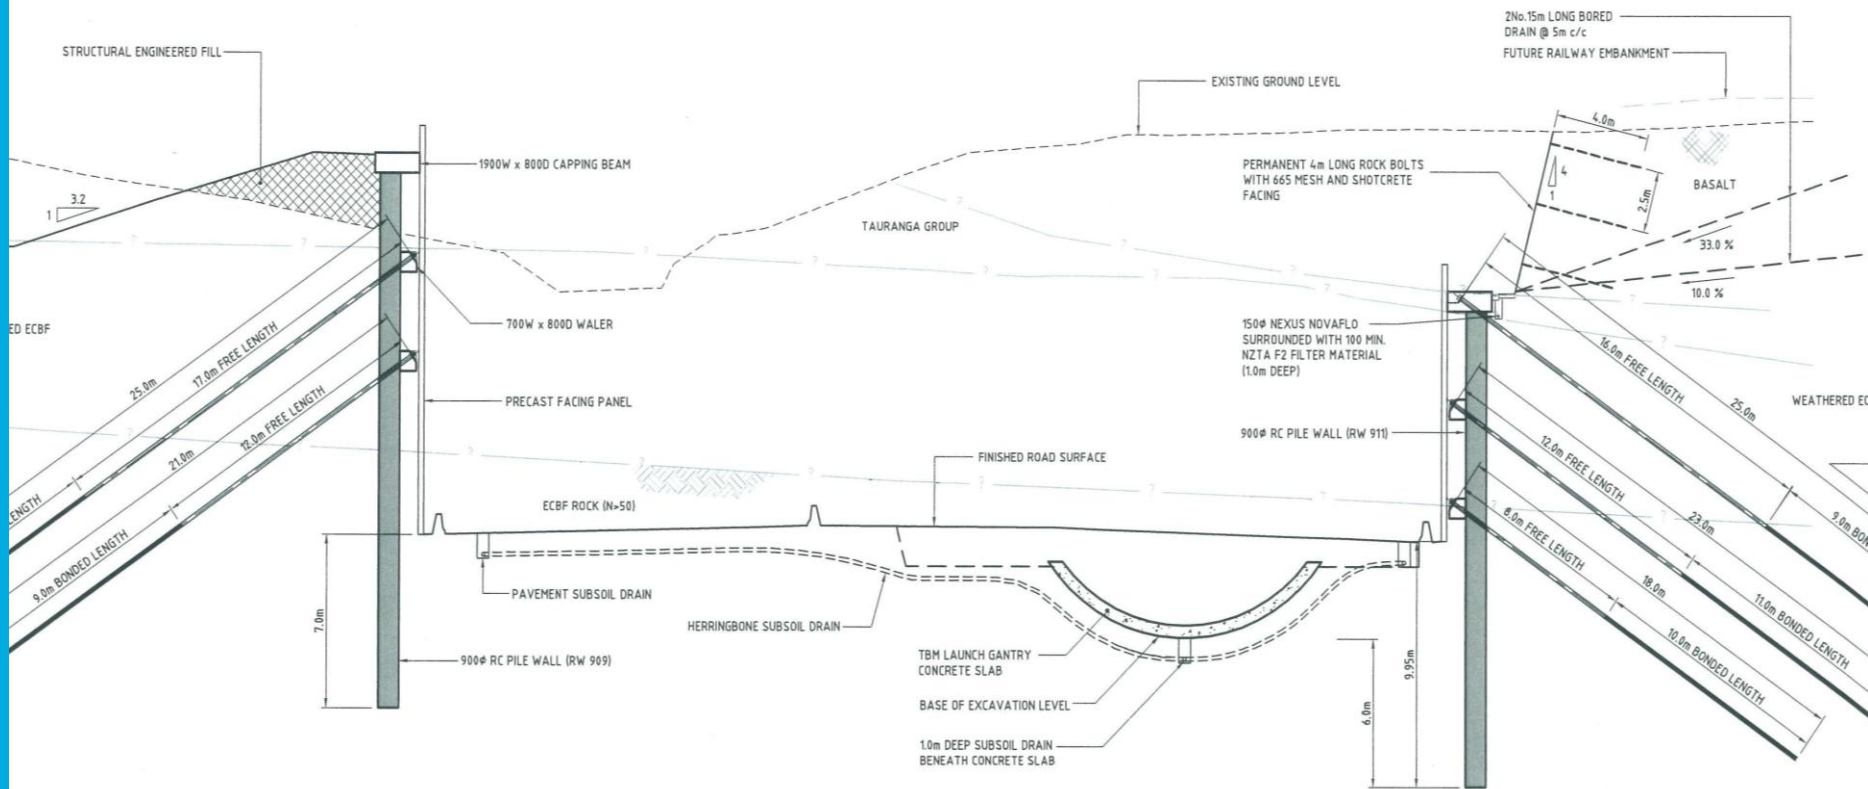 2No.15m LONG BORED
DRAIN @ 5m c/c
STRUCTURAL ENGINEERED FILL
FUTURE RAILWAY EMBANKMENT
EXISTING GROUND LEVEL
4.0m
1900W x 800D CAPPING BEAM
PERMANENT 4m LONG ROCK BOLTS
WITH 665 MESH AND SHOTCRETE
FACING
4
1
2.5m
BASALT
3.2
1
TAURANGA GROUP
33.0 %
10.0 %
ED ECBF
700W x 800D WALER
150ø NEXUS NOVAFLO
SURROUNDED WITH 100 MIN.
NZTA F2 FILTER MATERIAL
(1.0m DEEP)
25.0m
17.0m FREE LENGTH
16.0m FREE LENGTH
25.0m
PRECAST FACING PANEL
WEATHERED EC
21.0m
12.0m FREE LENGTH
900ø RC PILE WALL (RW 911)
12.0m FREE LENGTH
23.0m
FINISHED ROAD SURFACE
LENGTH
ECBF ROCK (N>50)
8.0m FREE LENGTH
9.0m BON
9.0m BONDED LENGTH
18.0m
11.0m BONDED LENGTH
7.0m
PAVEMENT SUBSOIL DRAIN
HERRINGBONE SUBSOIL DRAIN
10.0m BONDED LENGTH
900ø RC PILE WALL (RW 909)
TBM LAUNCH GANTRY
CONCRETE SLAB
9.95m
BASE OF EXCAVATION LEVEL
6.0m
1.0m DEEP SUBSOIL DRAIN
BENEATH CONCRETE SLAB